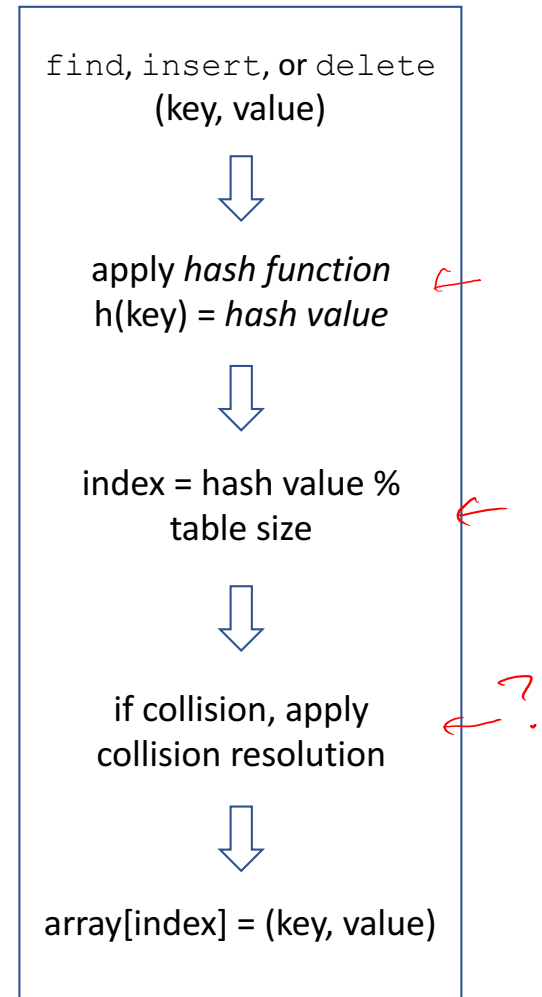 find, insert, or delete
(key, value)
apply hash function
h(key) = hash value
index = hash value %
table size
if collision, apply
collision resolution
?
array[index] = (key, value)